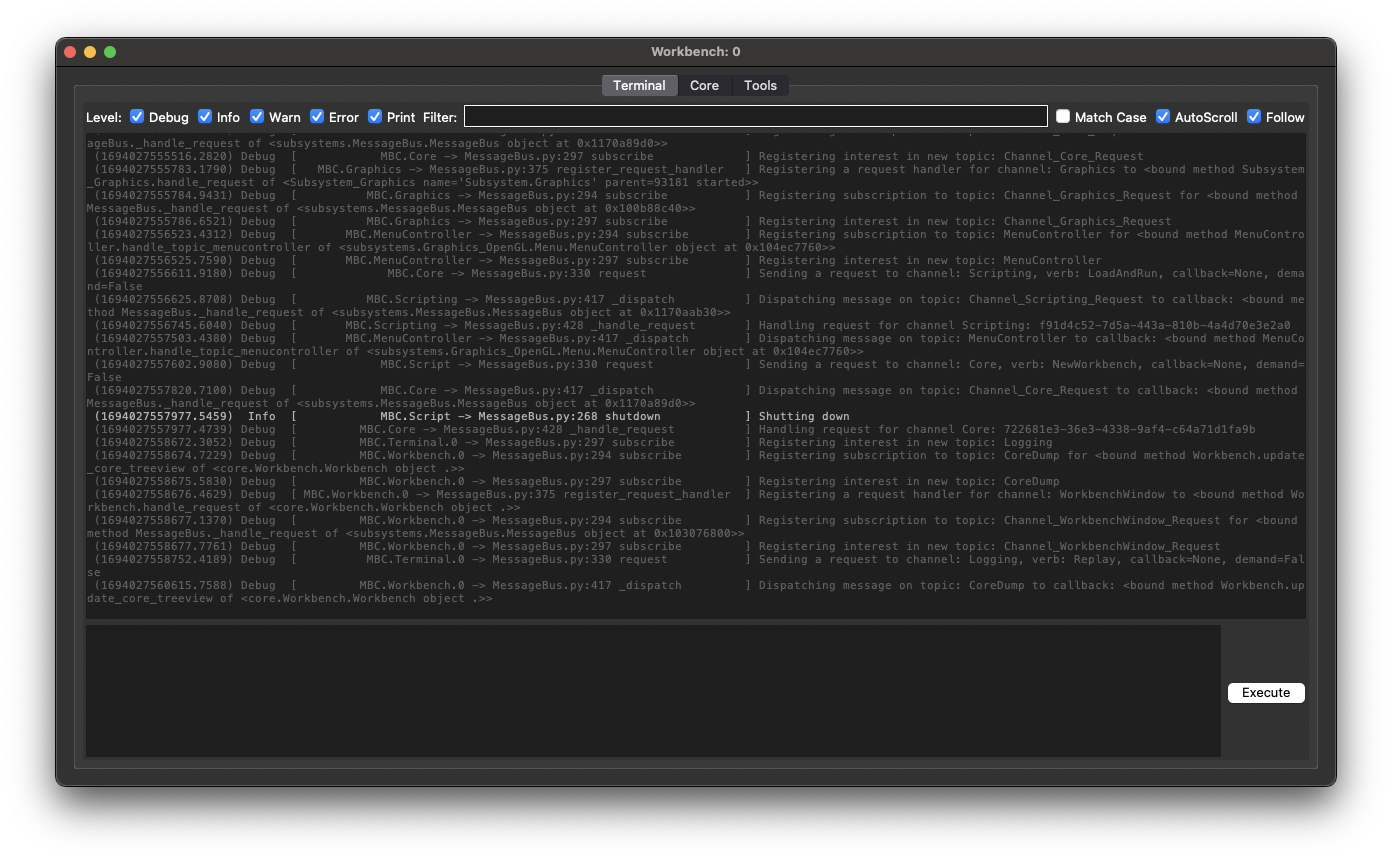 Workbench: 0
Terminal Core Tools
Level: Debug Info Warn Error Print Filter: Match Case AutoScroll Follow
ageBus._handle_request of <subsystems.MessageBus.MessageBus object at 0x1170a89d0>>
(1694027555516.2820) Debug [ MBC.Core -> MessageBus.py:297 subscribe ] Registering interest in new topic: Channel_Core_Request
(1694027555783.1790) Debug [ MBC.Graphics -> MessageBus.py:375 register_request_handler ] Registering a request handler for channel: Graphics to <bound method Subsystem
_Graphics.handle_request of <Subsystem_Graphics name='Subsystem.Graphics' parent=93181 started>>
(1694027555784.9431) Debug [ MBC.Graphics -> MessageBus.py:294 subscribe ] Registering subscription to topic: Channel_Graphics_Request for <bound method
MessageBus._handle_request of <subsystems.MessageBus.MessageBus object at 0x100b88c40>>
(1694027555786.6521) Debug [ MBC.Graphics -> MessageBus.py:297 subscribe ] Registering interest in new topic: Channel_Graphics_Request
(1694027556523.4312) Debug [ MBC.MenuController -> MessageBus.py:294 subscribe ] Registering subscription to topic: MenuController for <bound method MenuContro
ller.handle_topic_menucontroller of <subsystems.Graphics_OpenGL.Menu.MenuController object at 0x104ec7760>>
(1694027556525.7590) Debug [ MBC.MenuController -> MessageBus.py:297 subscribe ] Registering interest in new topic: MenuController
(1694027556611.9180) Debug [ MBC.Core -> MessageBus.py:330 request ] Sending a request to channel: Scripting, verb: LoadAndRun, callback=None, dema
nd=False
(1694027556625.8708) Debug [ MBC.Scripting -> MessageBus.py:417 _dispatch ] Dispatching message on topic: Channel_Scripting_Request to callback: <bound me
thod MessageBus._handle_request of <subsystems.MessageBus.MessageBus object at 0x1170aab30>>
(1694027556745.6040) Debug [ MBC.Scripting -> MessageBus.py:428 _handle_request ] Handling request for channel Scripting: f91d4c52-7d5a-443a-810b-4a4d70e3e2a0
(1694027557503.4380) Debug [ MBC.MenuController -> MessageBus.py:417 _dispatch ] Dispatching message on topic: MenuController to callback: <bound method MenuCo
ntroller.handle_topic_menucontroller of <subsystems.Graphics_OpenGL.Menu.MenuController object at 0x104ec7760>>
(1694027557602.9080) Debug [ MBC.Script -> MessageBus.py:330 request ] Sending a request to channel: Core, verb: NewWorkbench, callback=None, demand=
False
(1694027557820.7100) Debug [ MBC.Core -> MessageBus.py:417 _dispatch ] Dispatching message on topic: Channel_Core_Request to callback: <bound method
MessageBus._handle_request of <subsystems.MessageBus.MessageBus object at 0x1170a89d0>>
(1694027557977.5459) Info [ MBC.Script -> MessageBus.py:268 shutdown ] Shutting down
(1694027557977.4739) Debug [ MBC.Core -> MessageBus.py:428 _handle_request ] Handling request for channel Core: 722681e3-36e3-4338-9af4-c64a71d1fa9b
(1694027558672.3052) Debug [ MBC.Terminal.0 -> MessageBus.py:297 subscribe ] Registering interest in new topic: Logging
(1694027558674.7229) Debug [ MBC.Workbench.0 -> MessageBus.py:294 subscribe ] Registering subscription to topic: CoreDump for <bound method Workbench.update
_core_treeview of <core.Workbench.Workbench object .>>
(1694027558675.5830) Debug [ MBC.Workbench.0 -> MessageBus.py:297 subscribe ] Registering interest in new topic: CoreDump
(1694027558676.4629) Debug [ MBC.Workbench.0 -> MessageBus.py:375 register_request_handler ] Registering a request handler for channel: WorkbenchWindow to <bound method Wo
rkbench.handle_request of <core.Workbench.Workbench object .>>
(1694027558677.1370) Debug [ MBC.Workbench.0 -> MessageBus.py:294 subscribe ] Registering subscription to topic: Channel_WorkbenchWindow_Request for <bound
method MessageBus._handle_request of <subsystems.MessageBus.MessageBus object at 0x103076800>>
(1694027558677.7761) Debug [ MBC.Workbench.0 -> MessageBus.py:297 subscribe ] Registering interest in new topic: Channel_WorkbenchWindow_Request
(1694027558752.4189) Debug [ MBC.Terminal.0 -> MessageBus.py:330 request ] Sending a request to channel: Logging, verb: Replay, callback=None, demand=Fal
se
(1694027560615.7588) Debug [ MBC.Workbench.0 -> MessageBus.py:417 _dispatch ] Dispatching message on topic: CoreDump to callback: <bound method Workbench.up
date_core_treeview of <core.Workbench.Workbench object .>>
Execute